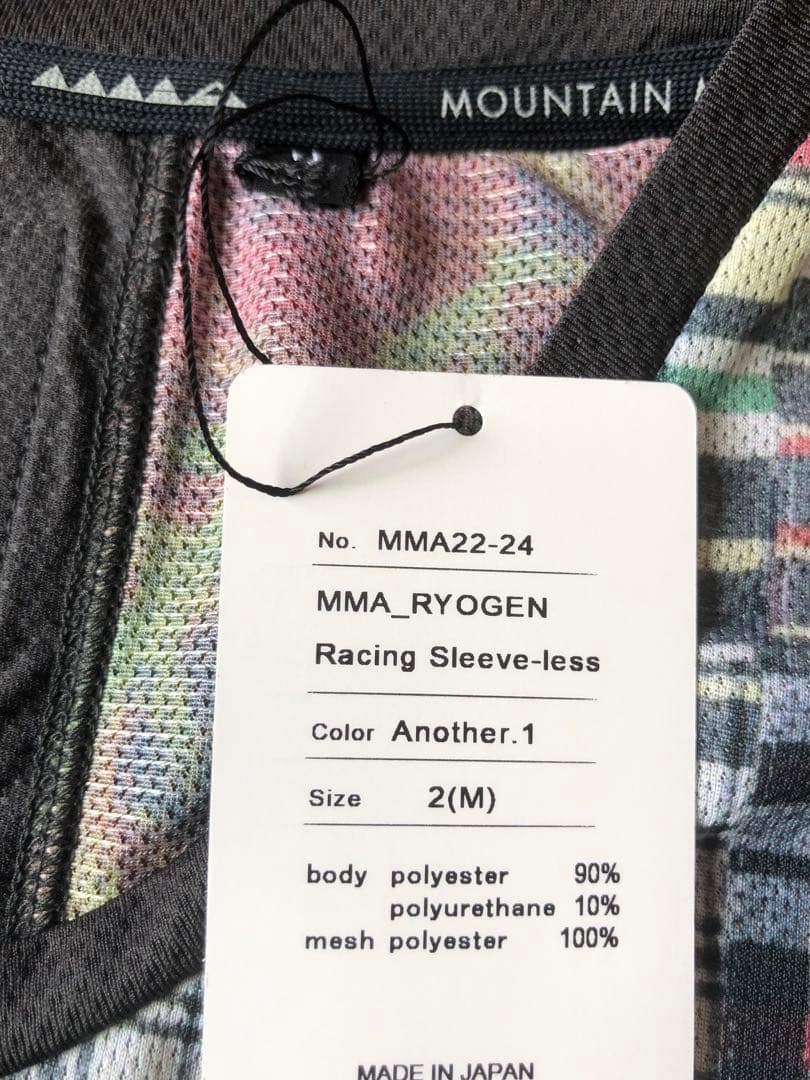 MOUNTAIN
No. MMA22-24
MMA_RYOGEN
Racing Sleeve-less
Color Another.1
Size 2(M)
body polyester 90%
polyurethane 10%
mesh polyester 100%
MADE IN JAPAN